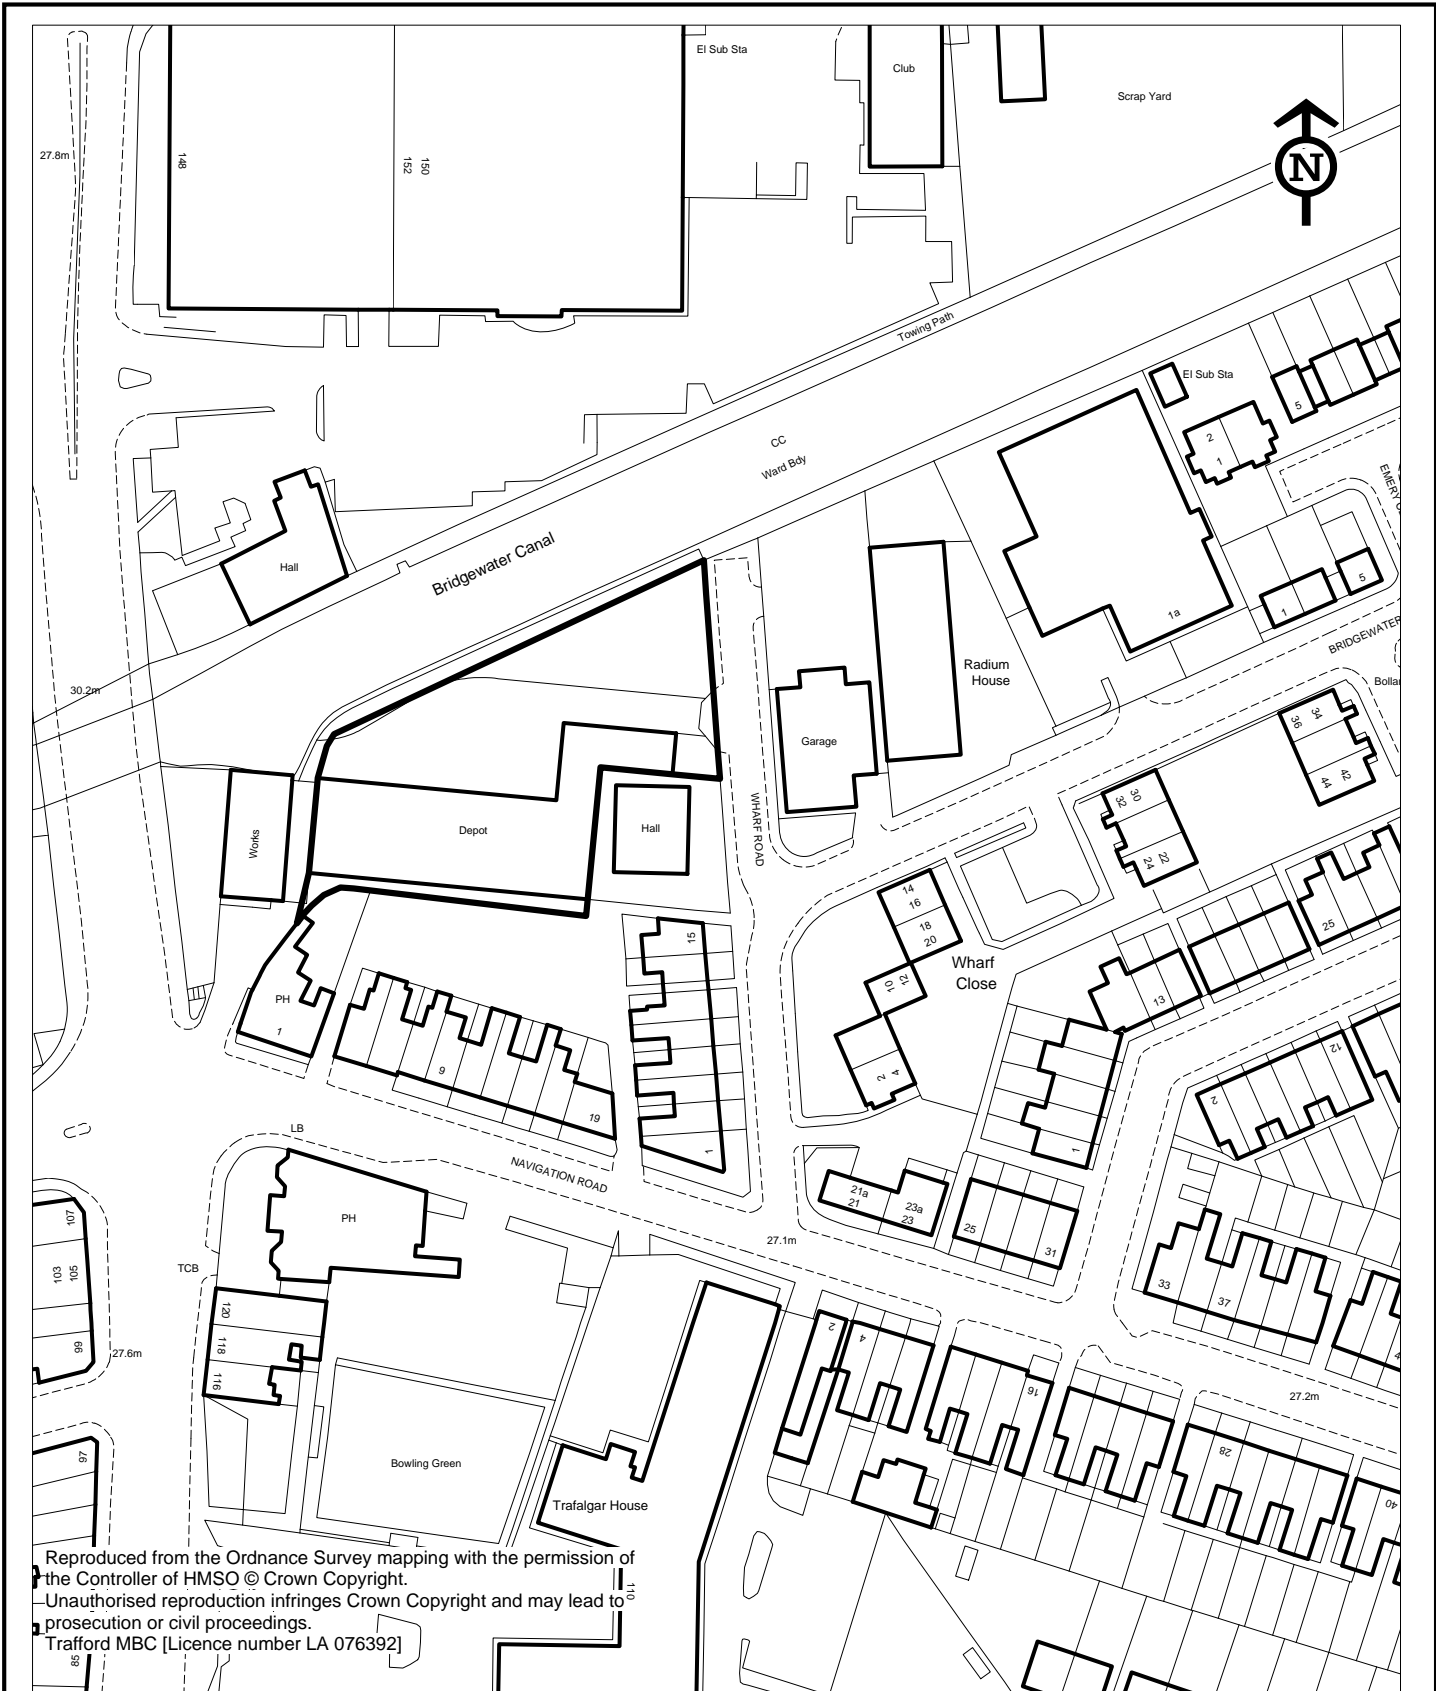 El Sub Sta
Club
Scrap Yard
27.8m
148
152
150
N
Towing Path
El Sub Sta
5
2
1
CC
Ward Bdy
Bridgewater Canal
Hall
5
1
1a
BRIDGEWATER
Radium
House
30.2m
Garage
36
34
44
42
WHARF ROAD
Works
Depot
Hall
32
30
24
22
14
16
18
20
25
15
Wharf
Close
10
12
13
PH
1
9
19
2
4
12
2
1
1
LB
NAVIGATION ROAD
PH
21a
21
23a
23
25
31
27.1m
107
103
105
99
TCB
120
118
116
27.6m
33
37
4
2
4
16
27.2m
28
40
97
Bowling Green
Trafalgar House
110
85
Reproduced from the Ordnance Survey mapping with the permission of
the Controller of HMSO © Crown Copyright.
Unauthorised reproduction infringes Crown Copyright and may lead to
prosecution or civil proceedings.
Trafford MBC [Licence number LA 076392]